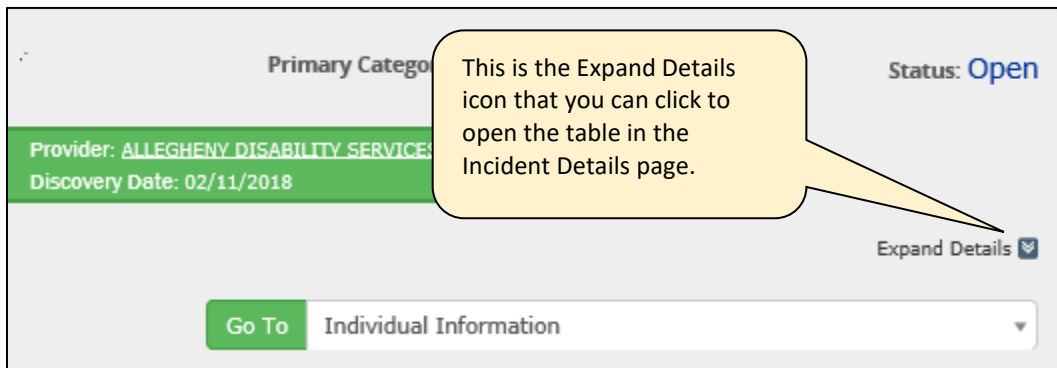 Primary Catego
Status: Open
This is the Expand Details
icon that you can click to
open the table in the
Incident Details page.
Provider: ALLEGHENY DISABILITY SERVICES
Discovery Date: 02/11/2018
Expand Details
Go To
Individual Information